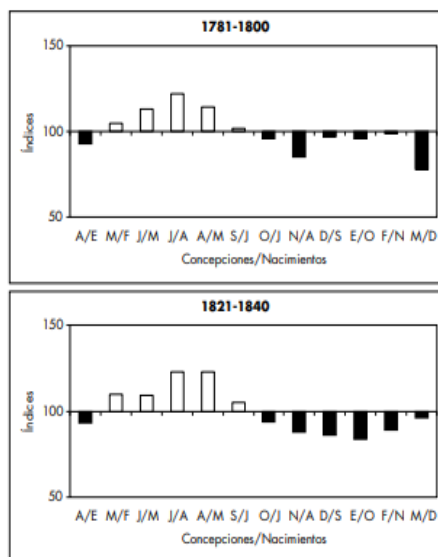 1781-1800
150
100
50
Índices
A/E M/F J/M J/A A/M S/J O/J N/A D/S E/O F/N M/D
Concepciones/Nacimientos
1821-1840
150
100
50
Índices
A/E M/F J/M J/A A/M S/J O/J N/A D/S E/O F/N M/D
Concepciones/Nacimientos